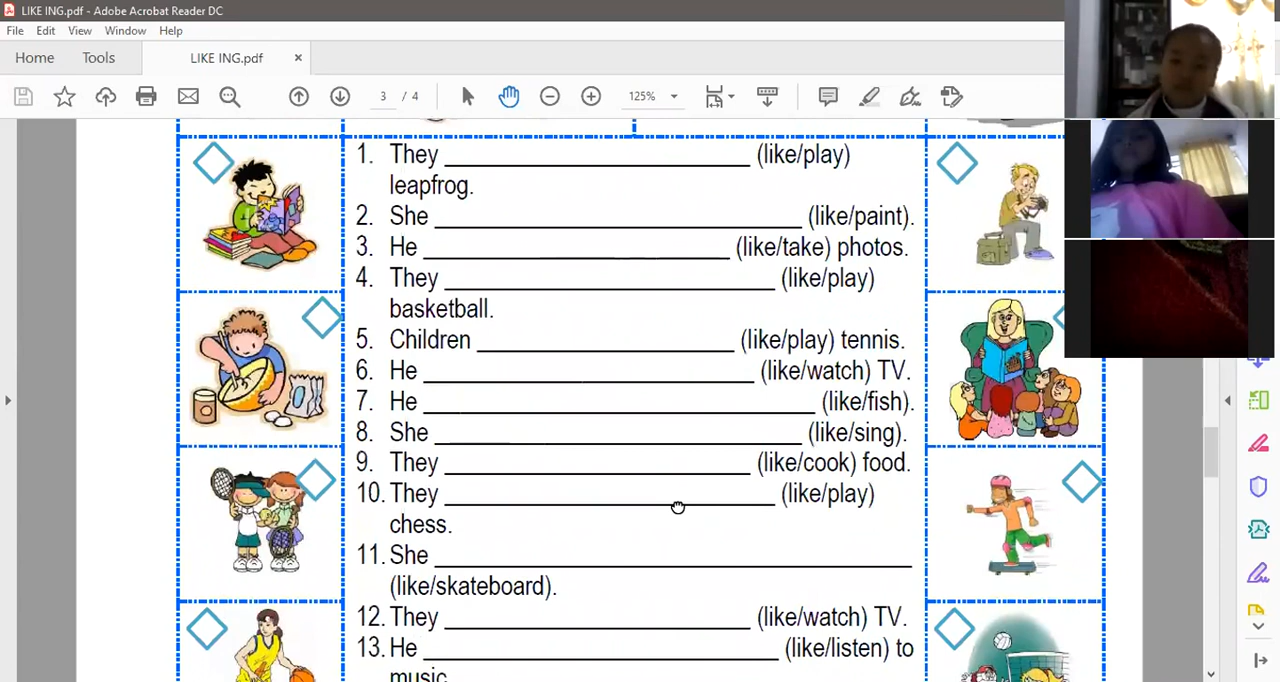 LIKE ING.pdf - Adobe Acrobat Reader DC
File Edit View Window Help
Home Tools LIKE ING.pdf ×
3 / 4 125%
1. They ____________________ (like/play)
leapfrog.
2. She ____________________ (like/paint).
3. He ____________________ (like/take) photos.
4. They ____________________ (like/play)
basketball.
5. Children ____________________ (like/play) tennis.
6. He ____________________ (like/watch) TV.
7. He ____________________ (like/fish).
8. She ____________________ (like/sing).
9. They ____________________ (like/cook) food.
10. They ____________________ (like/play)
chess.
11. She ____________________
(like/skateboard).
12. They ____________________ (like/watch) TV.
13. He ____________________ (like/listen) to
music